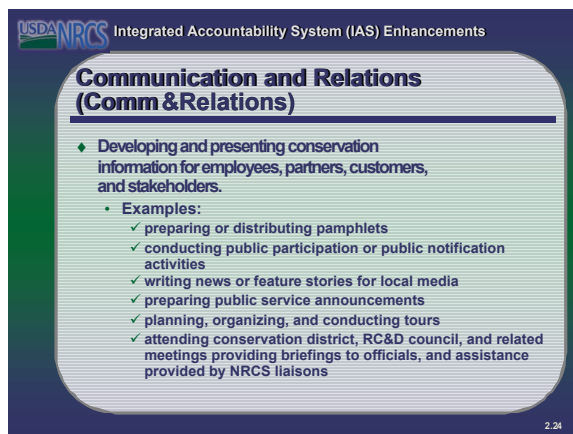 USDA NRCS Integrated Accountability System (IAS) Enhancements
Communication and Relations
(Comm &Relations)
♦ Developing and presenting conservation
information for employees, partners, customers,
and stakeholders.
• Examples:
✓ preparing or distributing pamphlets
✓ conducting public participation or public notification
activities
✓ writing news or feature stories for local media
✓ preparing public service announcements
✓ planning, organizing, and conducting tours
✓ attending conservation district, RC&D council, and related
meetings providing briefings to officials, and assistance
provided by NRCS liaisons
2.24